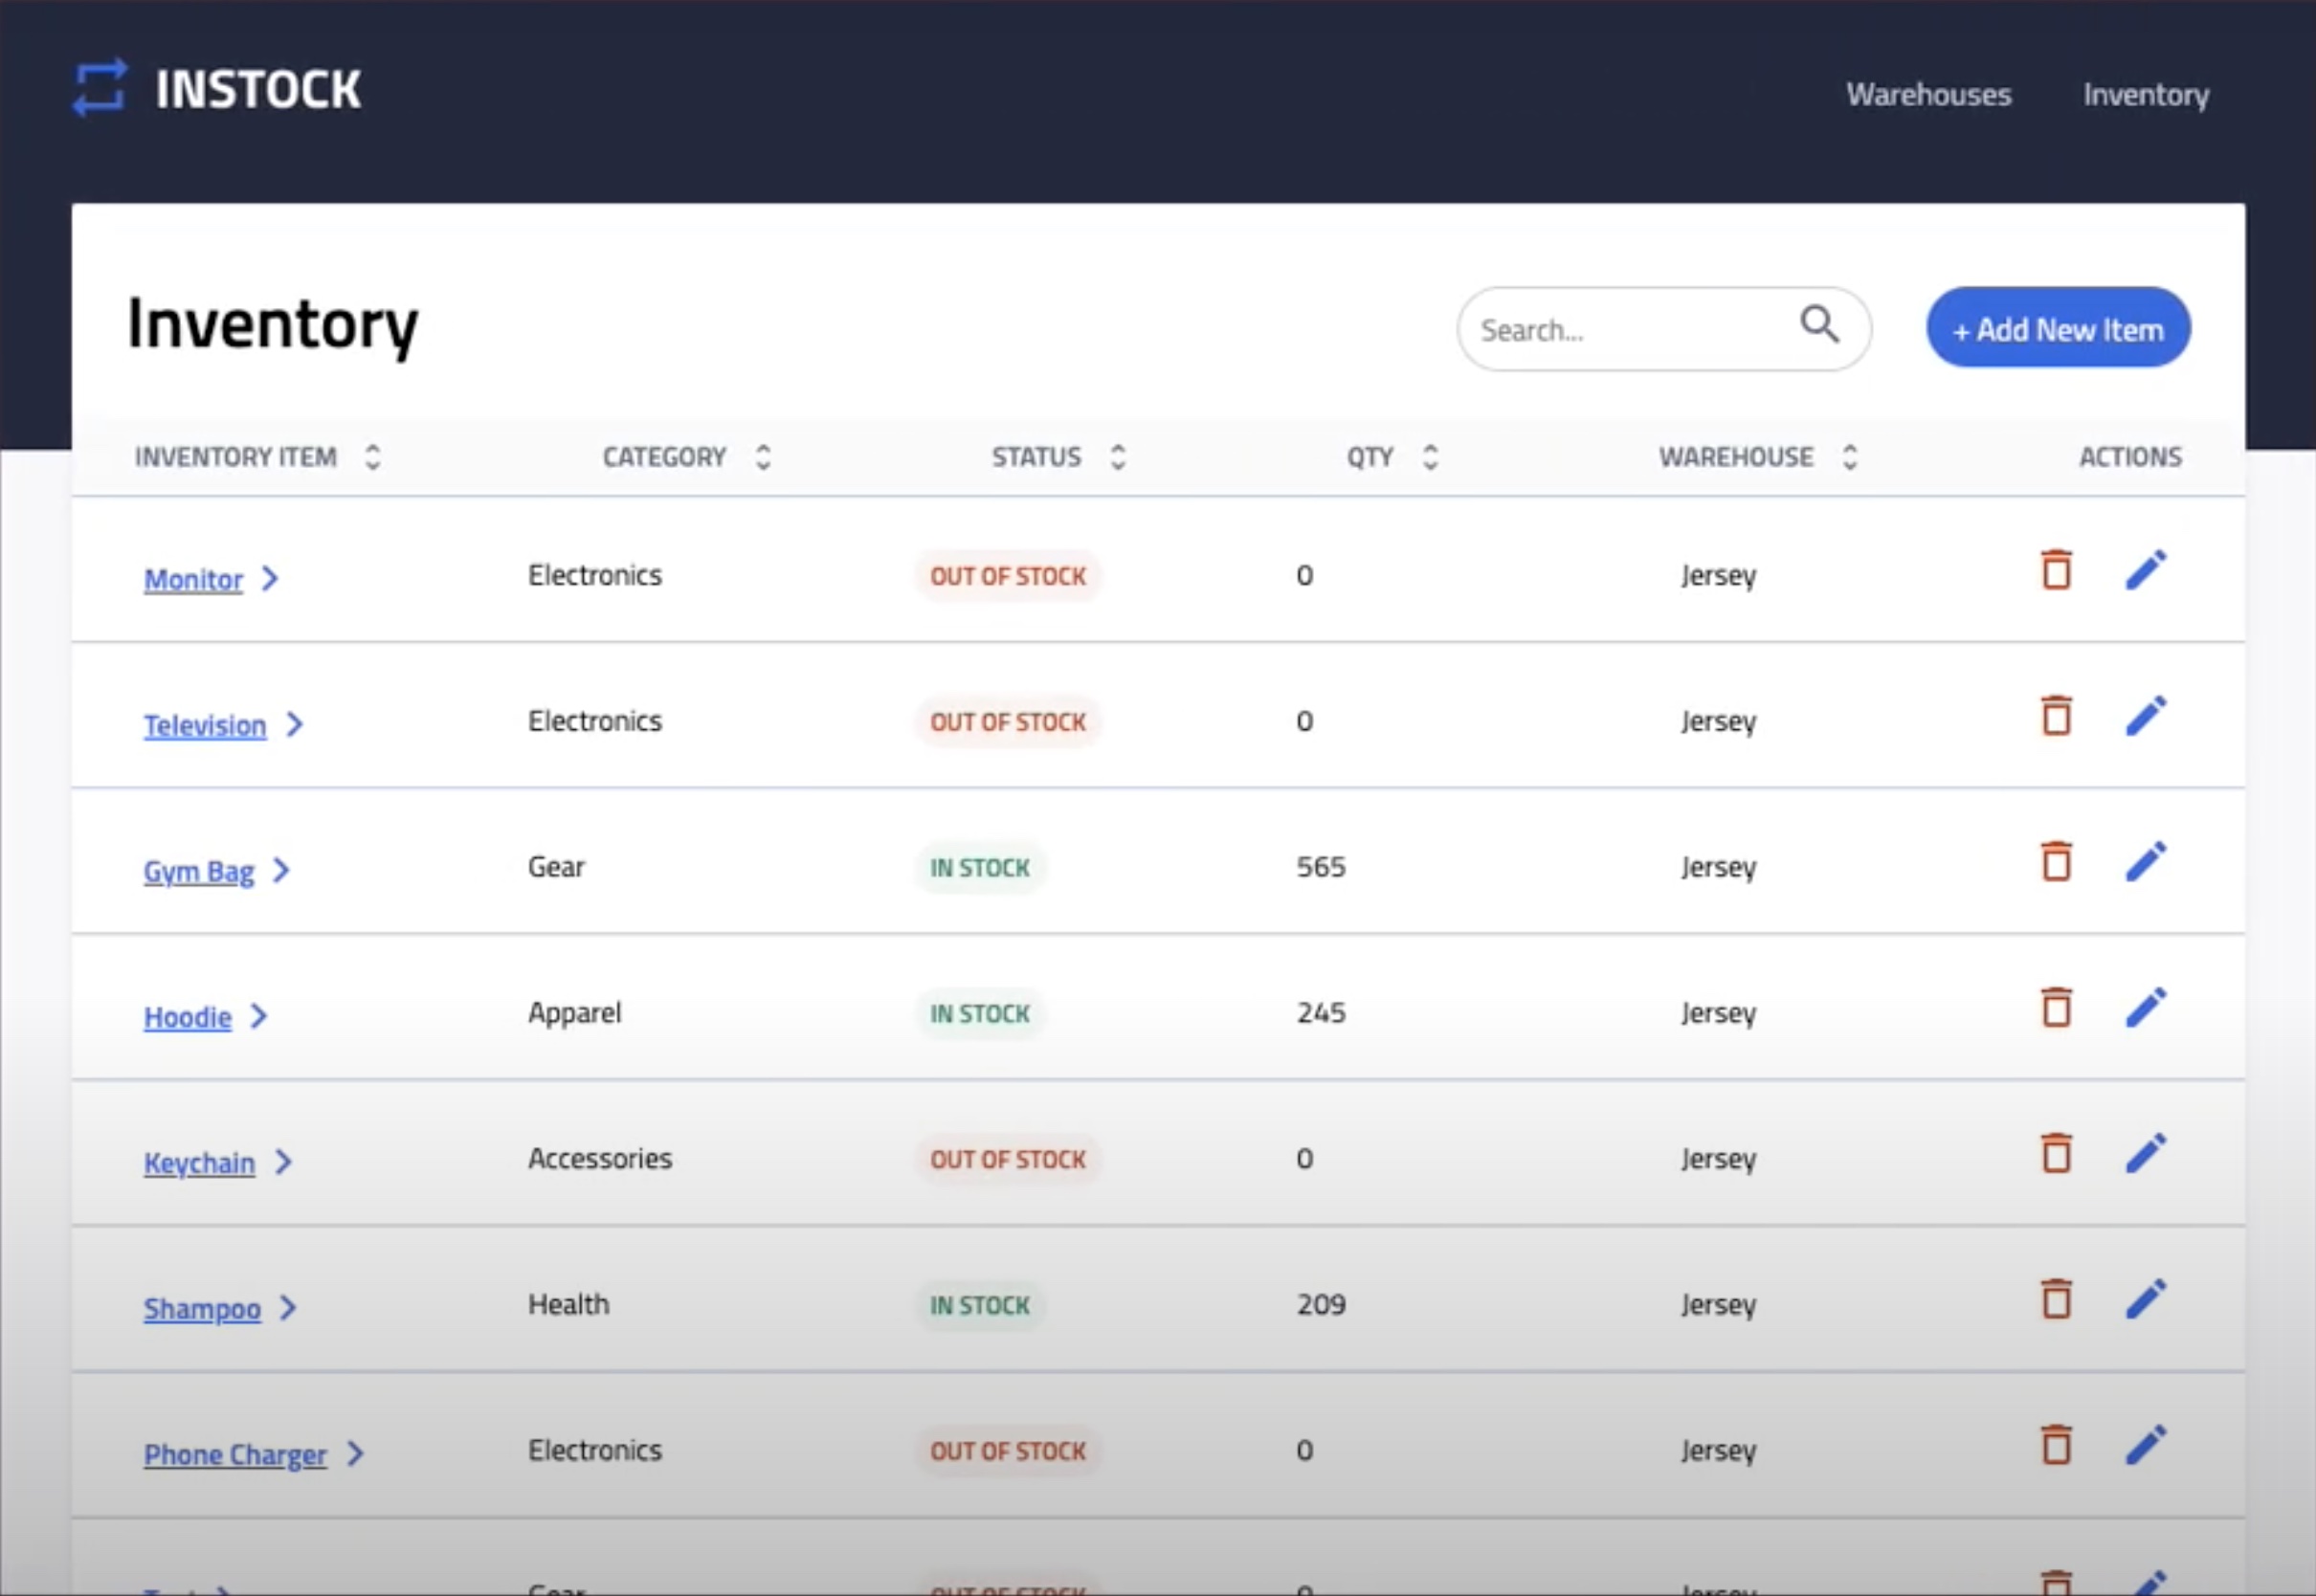 INSTOCK
Warehouses Inventory
Inventory
Search...
+ Add New Item
INVENTORY ITEM CATEGORY STATUS QTY WAREHOUSE ACTIONS
Monitor Electronics OUT OF STOCK 0 Jersey
Television Electronics OUT OF STOCK 0 Jersey
Gym Bag Gear IN STOCK 565 Jersey
Hoodie Apparel IN STOCK 245 Jersey
Keychain Accessories OUT OF STOCK 0 Jersey
Shampoo Health IN STOCK 209 Jersey
Phone Charger Electronics OUT OF STOCK 0 Jersey
Gear OUT OF STOCK 0 Jersey